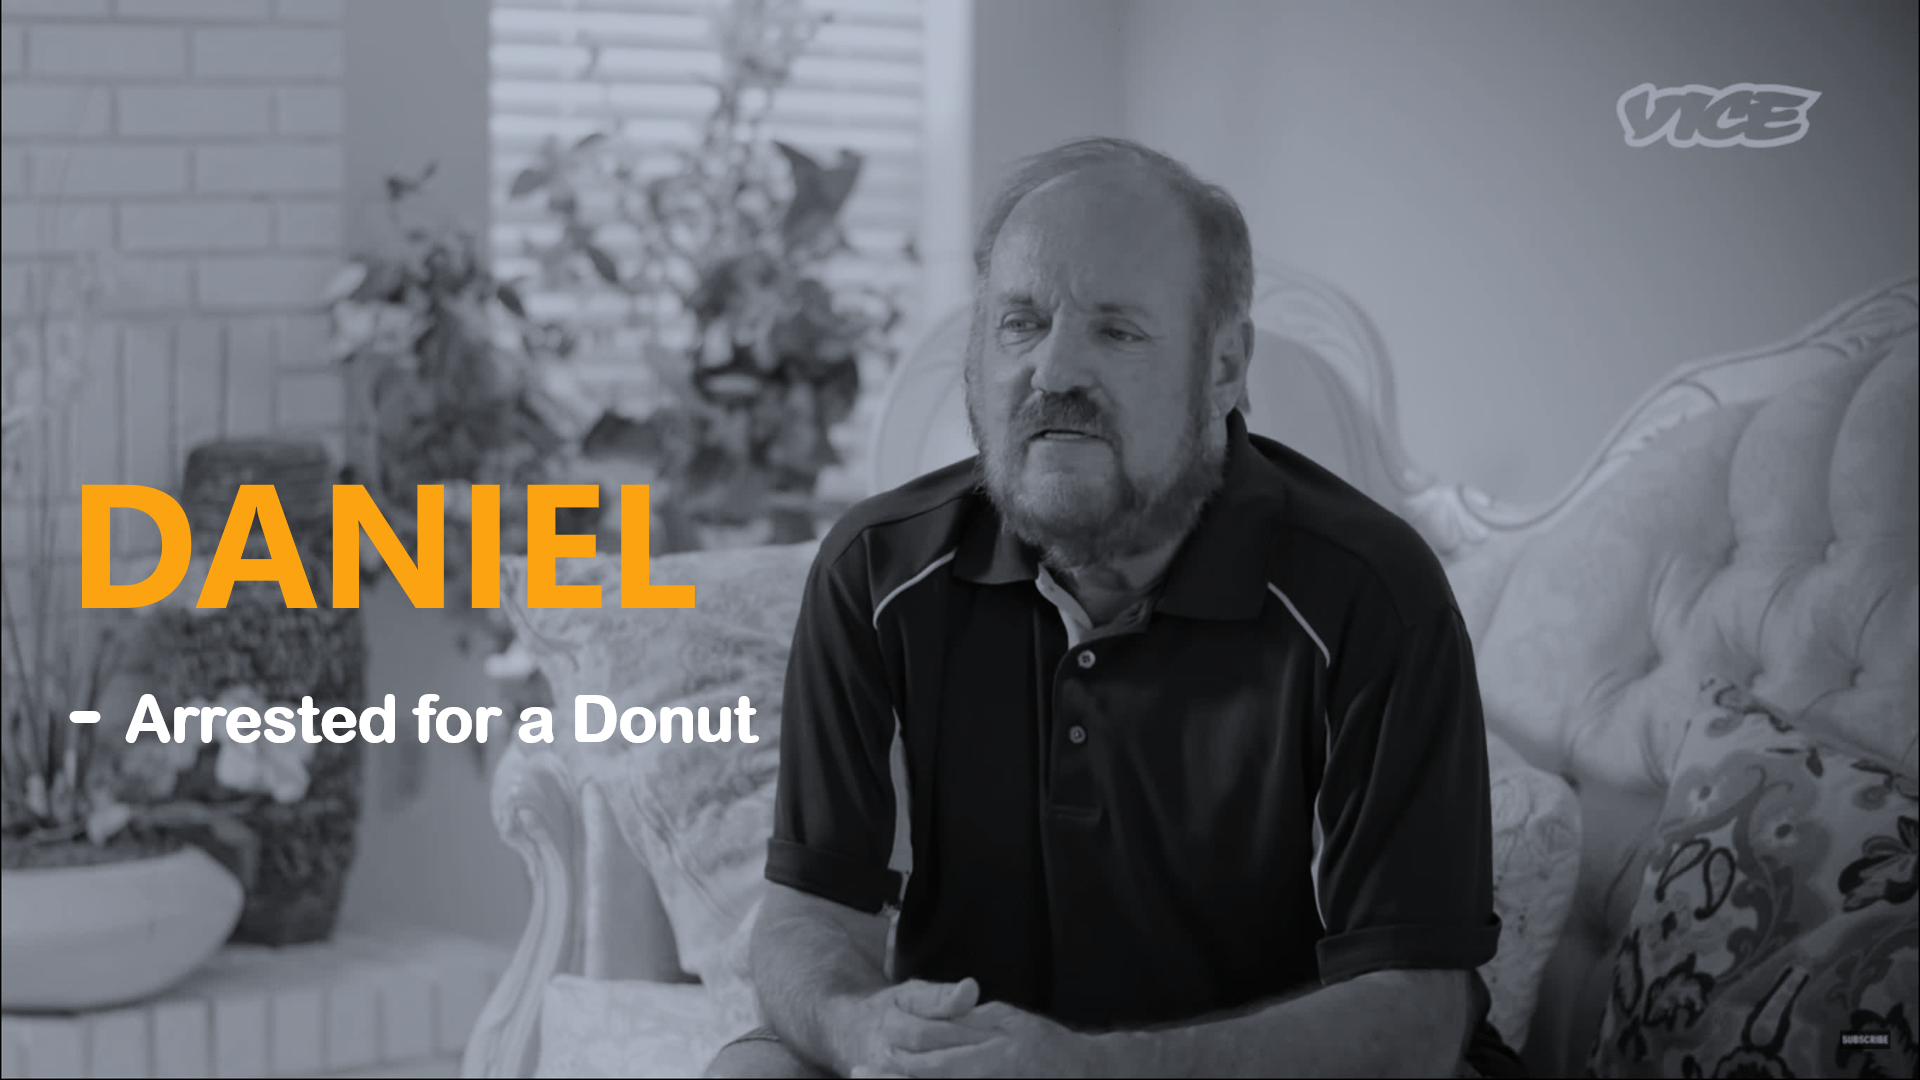 VICE
DANIEL
- Arrested for a Donut
SUBSCRIBE